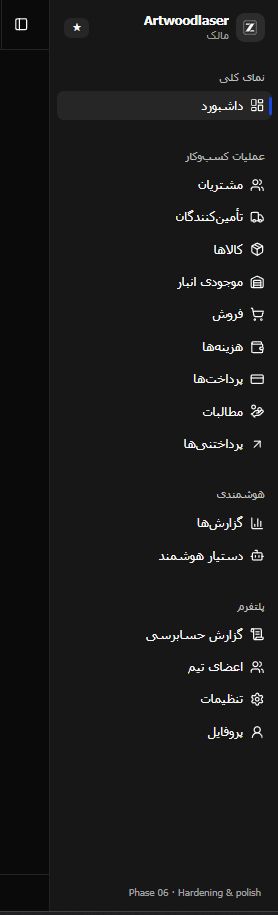 Artwoodlaser
مالک
نمای کلی
داشبورد
عملیات کسب‌وکار
مشتریان
تأمین‌کنندگان
کالاها
موجودی انبار
فروش
هزینه‌ها
پرداخت‌ها
مطالبات
پرداختنی‌ها
هوشمندی
گزارش‌ها
دستیار هوشمند
پلتفرم
گزارش حسابرسی
اعضای تیم
تنظیمات
پروفایل
Phase 06 · Hardening & polish